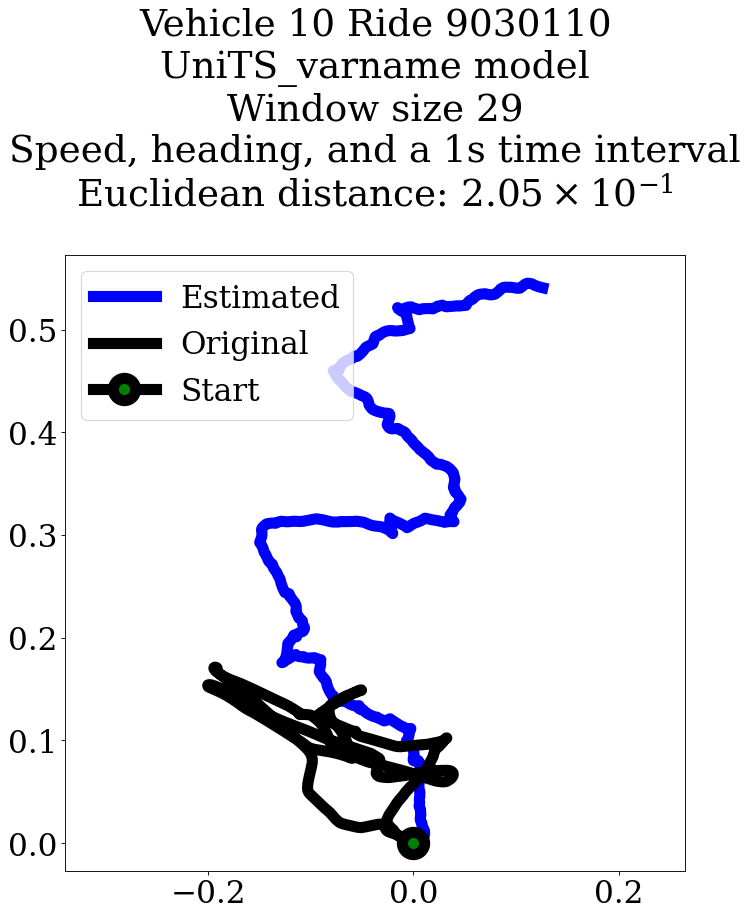 Vehicle 10 Ride 9030110
UniTS_varname model
Window size 29
Speed, heading, and a 1s time interval
Euclidean distance: 2.05 × 10⁻¹
Estimated
Original
Start
0.5
0.4
0.3
0.2
0.1
0.0
−0.2
0.0
0.2